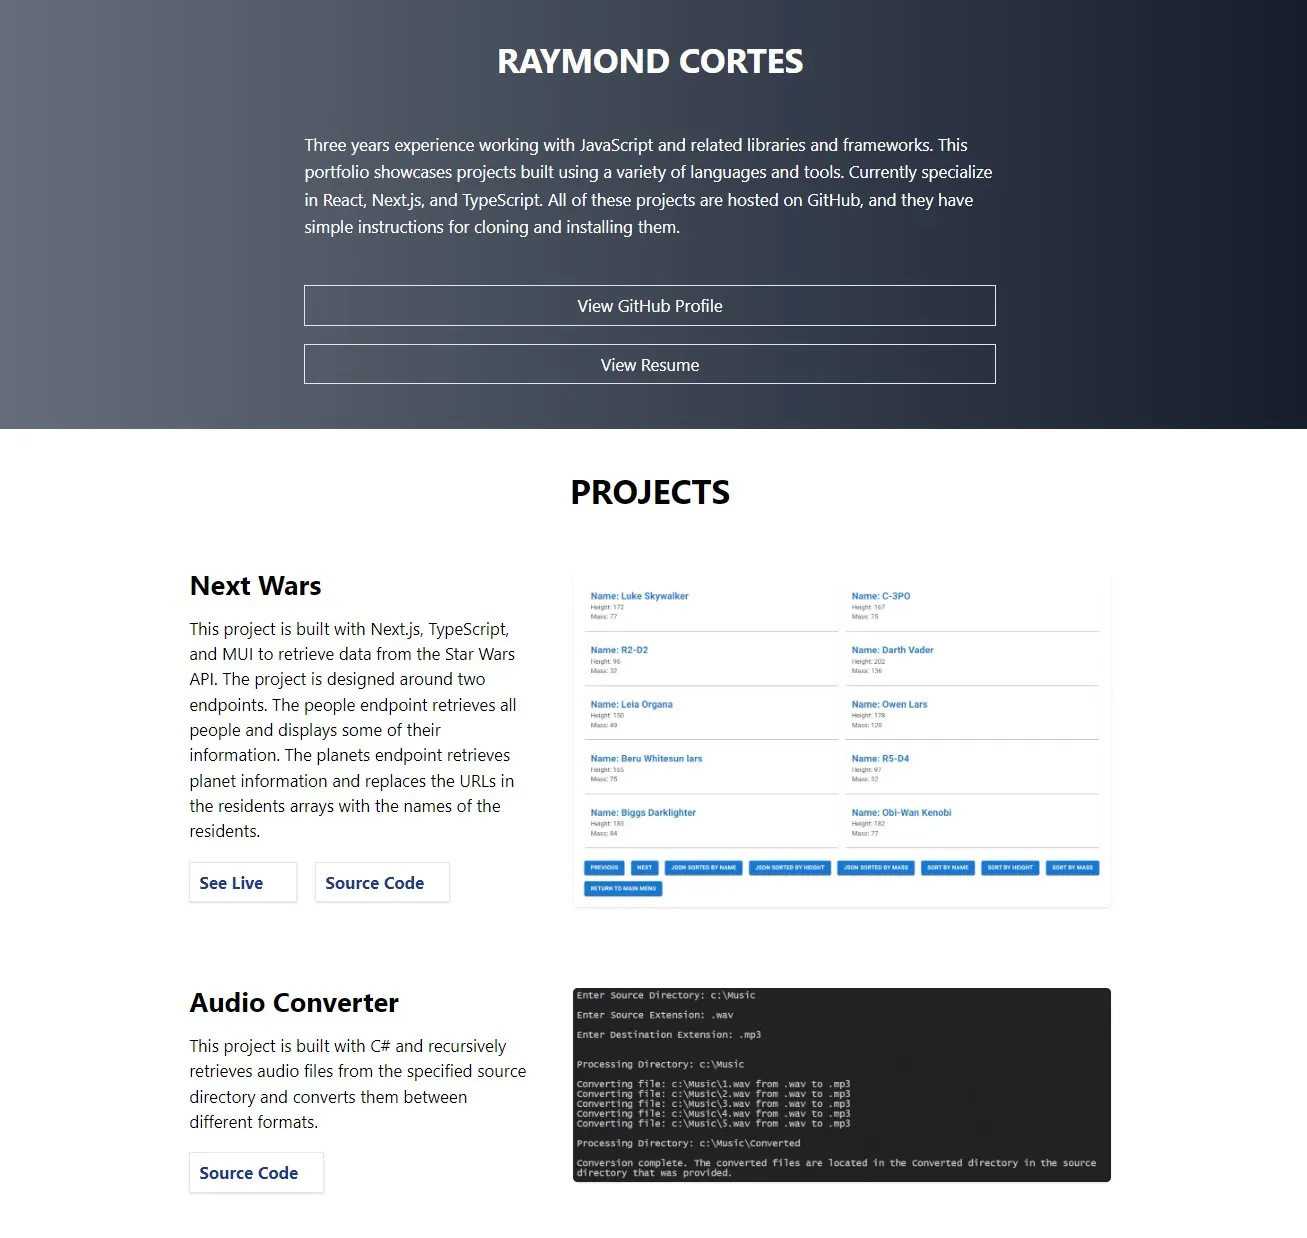 RAYMOND CORTES
Three years experience working with JavaScript and related libraries and frameworks. This
portfolio showcases projects built using a variety of languages and tools. Currently specialize
in React, Next.js, and TypeScript. All of these projects are hosted on GitHub, and they have
simple instructions for cloning and installing them.
View GitHub Profile
View Resume
PROJECTS
Next Wars
This project is built with Next.js, TypeScript,
and MUI to retrieve data from the Star Wars
API. The project is designed around two
endpoints. The people endpoint retrieves all
people and displays some of their
information. The planets endpoint retrieves
planet information and replaces the URLs in
the residents arrays with the names of the
residents.
See Live
Source Code
Name: Luke Skywalker
Height: 172
Mass: 77
Name: C-3PO
Height: 167
Mass: 75
Name: R2-D2
Height: 96
Mass: 32
Name: Darth Vader
Height: 202
Mass: 136
Name: Leia Organa
Height: 150
Mass: 49
Name: Owen Lars
Height: 178
Mass: 120
Name: Beru Whitesun lars
Height: 165
Mass: 75
Name: R5-D4
Height: 97
Mass: 32
Name: Biggs Darklighter
Height: 183
Mass: 84
Name: Obi-Wan Kenobi
Height: 182
Mass: 77
PREVIOUS
NEXT
JSON SORTED BY NAME
JSON SORTED BY HEIGHT
JSON SORTED BY MASS
SORT BY NAME
SORT BY HEIGHT
SORT BY MASS
RETURN TO MAIN MENU
Audio Converter
This project is built with C# and recursively
retrieves audio files from the specified source
directory and converts them between
different formats.
Source Code
Enter Source Directory: c:\Music
Enter Source Extension: .wav
Enter Destination Extension: .mp3
Processing Directory: c:\Music
Converting file: c:\Music\1.wav from .wav to .mp3
Converting file: c:\Music\2.wav from .wav to .mp3
Converting file: c:\Music\3.wav from .wav to .mp3
Converting file: c:\Music\4.wav from .wav to .mp3
Converting file: c:\Music\5.wav from .wav to .mp3
Processing Directory: c:\Music\Converted
Conversion complete. The converted files are located in the Converted directory in the source
directory that was provided.